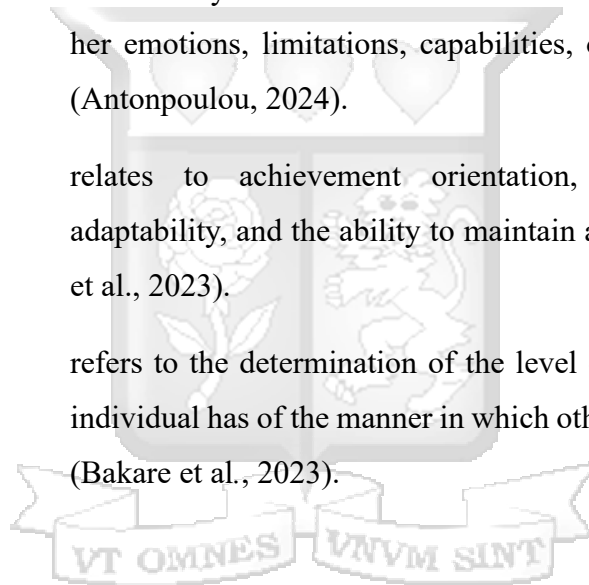 her emotions, limitations, capabilities,
(Antonpoulou, 2024).
relates to achievement orientation,
adaptability, and the ability to maintain
et al., 2023).
refers to the determination of the level
individual has of the manner in which
(Bakare et al., 2023).
VT OMNES VNVM SINT